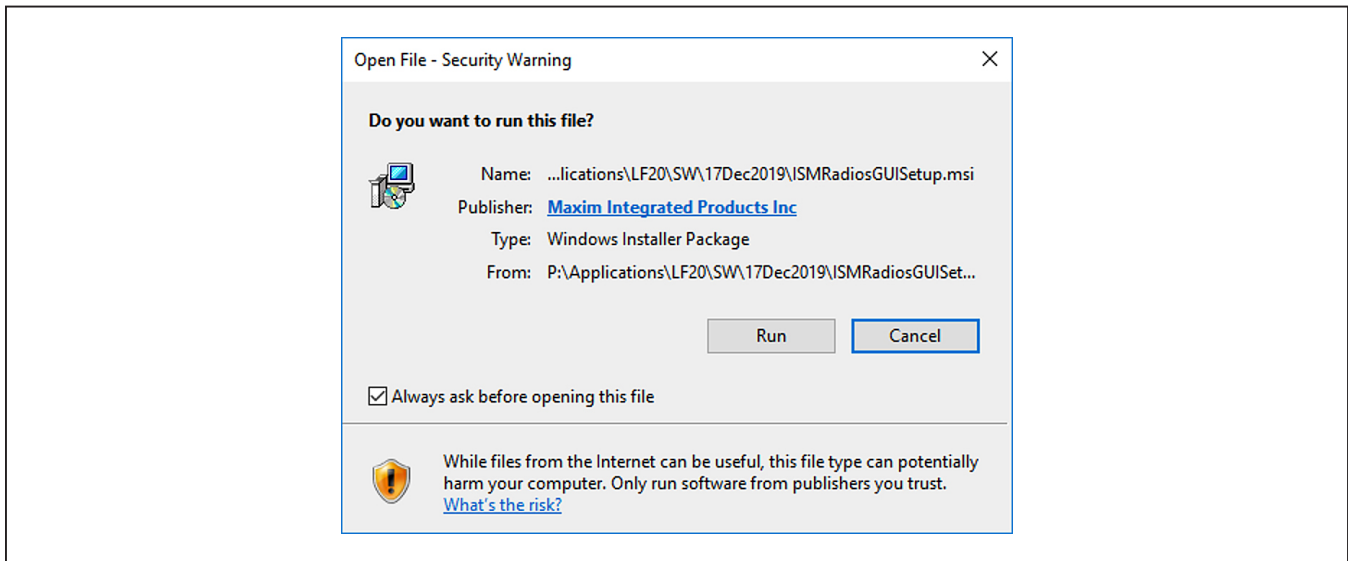 Open File - Security Warning
Do you want to run this file?
Name: ...lications\LF20\SW\17Dec2019\ISMRadiosGUISetup.msi
Publisher: Maxim Integrated Products Inc
Type: Windows Installer Package
From: P:\Applications\LF20\SW\17Dec2019\ISMRadiosGUISet...
Run Cancel
Always ask before opening this file
While files from the Internet can be useful, this file type can potentially
harm your computer. Only run software from publishers you trust.
What's the risk?